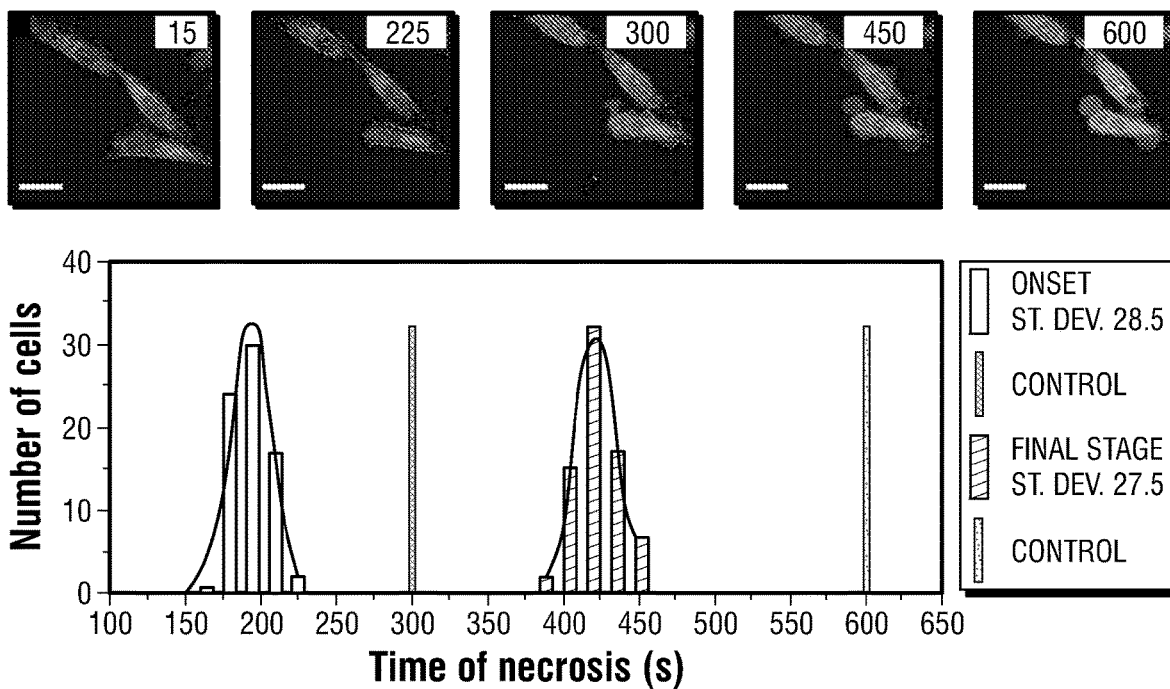 15
225
300
450
600
Number of cells
40
30
20
10
0
100 150 200 250 300 350 400 450 500 550 600 650
Time of necrosis (s)
ONSET
ST. DEV. 28.5
CONTROL
FINAL STAGE
ST. DEV. 27.5
CONTROL